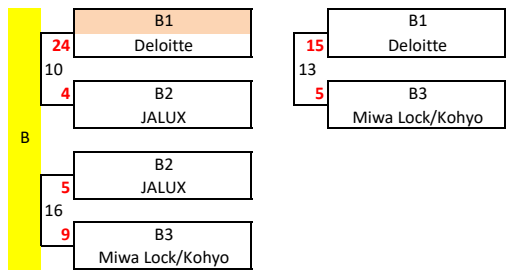 B
B1
24
Deloitte
10
4
B2
JALUX
B2
5
JALUX
16
9
B3
Miwa Lock/Kohyo
B1
15
Deloitte
13
5
B3
Miwa Lock/Kohyo